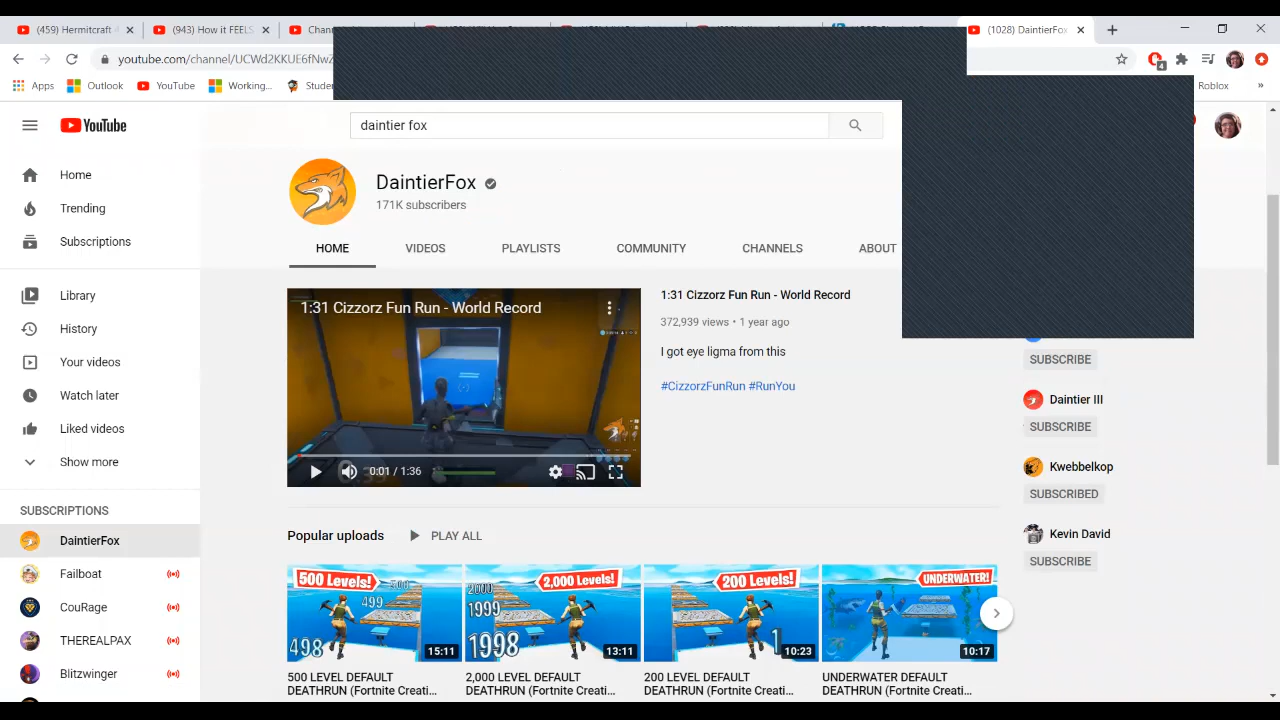 (459) Hermitcraft A
(943) How it FEELS
Chan
(1028) DaintierFox
youtube.com/channel/UCWd2KKUE6fNwZ
4
Apps
Outlook
YouTube
Working...
Studen
Roblox
»
YouTube
daintier fox
Home
Trending
Subscriptions
Library
History
Your videos
Watch later
Liked videos
Show more
SUBSCRIPTIONS
DaintierFox
Failboat
CouRage
THEREALPAX
Blitzwinger
DaintierFox
171K subscribers
HOME
VIDEOS
PLAYLISTS
COMMUNITY
CHANNELS
ABOUT
1:31 Cizzorz Fun Run - World Record
0:01 / 1:36
1:31 Cizzorz Fun Run - World Record
372,939 views • 1 year ago
I got eye ligma from this
#CizzorzFunRun #RunYou
SUBSCRIBE
Daintier III
SUBSCRIBE
Kwebbelkop
SUBSCRIBED
Kevin David
SUBSCRIBE
Popular uploads
PLAY ALL
500 Levels!
500
499
498
15:11
2,000 Levels!
2000
1999
1998
13:11
200 Levels!
1
10:23
UNDERWATER!
10:17
500 LEVEL DEFAULT
DEATHRUN (Fortnite Creati...
2,000 LEVEL DEFAULT
DEATHRUN (Fortnite Creati...
200 LEVEL DEFAULT
DEATHRUN (Fortnite Creati...
UNDERWATER DEFAULT
DEATHRUN (Fortnite Creati...